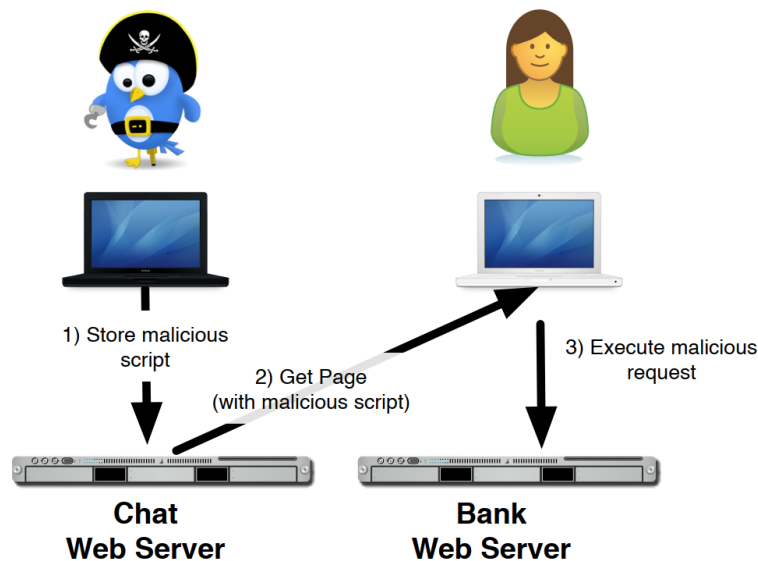 1) Store malicious
script
2) Get Page
(with malicious script)
3) Execute malicious
request
Chat
Web Server
Bank
Web Server